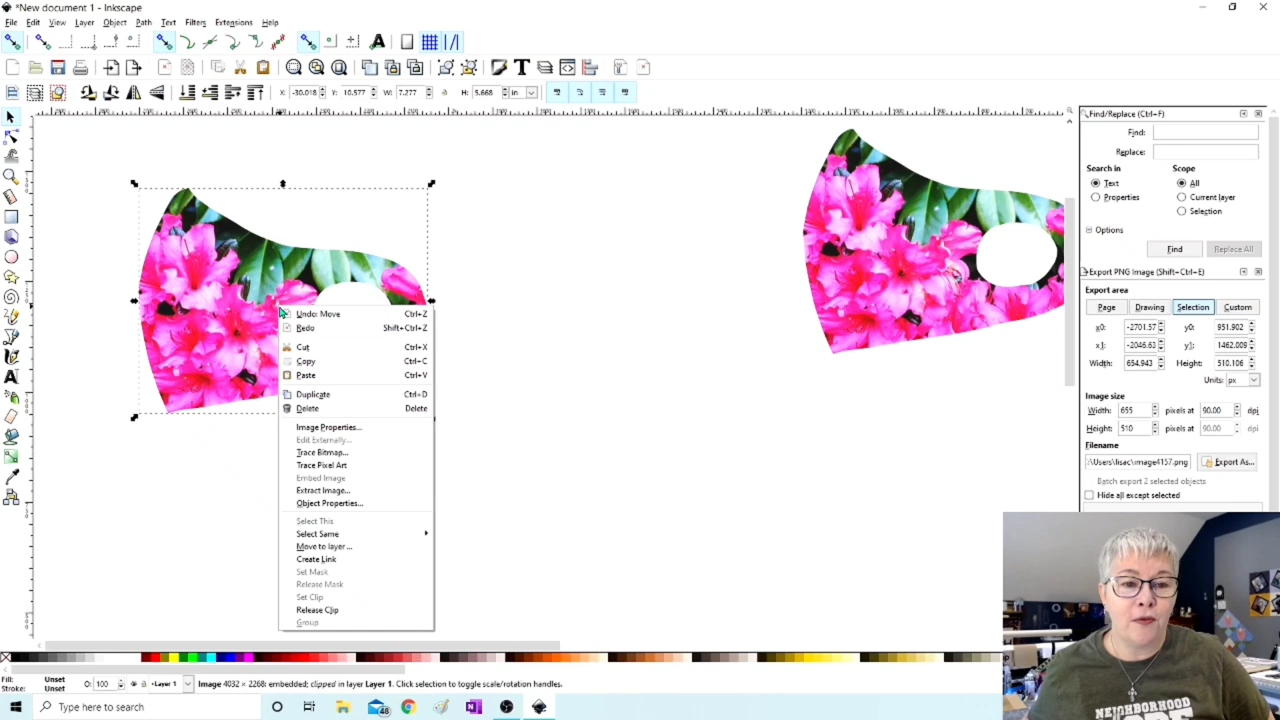 *New document 1 - Inkscape
File Edit View Layer Object Path Text Filters Extensions Help
X: -30.018 Y: 10.577 W: 7.277 H: 5.668 in
Find/Replace (Ctrl+F)
Find:
Replace:
Search in Scope
Text All
Properties Current layer
Selection
Options
Find Replace All
Export PNG Image (Shift+Ctrl+E)
Export area
Page Drawing Selection Custom
x0: -2701.57 y0: 951.902
x1: -2046.63 y1: 1462.009
Width: 654.943 Height: 510.106
Units: px
Image size
Width: 655 pixels at 90.00 dpi
Height: 510 pixels at 90.00 dpi
Filename
:\Users\lisac\image4157.png Export As...
Batch export 2 selected objects
Hide all except selected
Undo: Move Ctrl+Z
Redo Shift+Ctrl+Z
Cut Ctrl+X
Copy Ctrl+C
Paste Ctrl+V
Duplicate Ctrl+D
Delete Delete
Image Properties...
Edit Externally...
Trace Bitmap...
Trace Pixel Art
Embed Image
Extract Image...
Object Properties...
Select This
Select Same
Move to layer ...
Create Link
Set Mask
Release Mask
Set Clip
Release Clip
Group
NEIGHBORHOOD
Fill: Unset O: 100 Layer 1 Image 4032 × 2268: embedded; clipped in layer Layer 1. Click selection to toggle scale/rotation handles.
Stroke: Unset
Type here to search 48